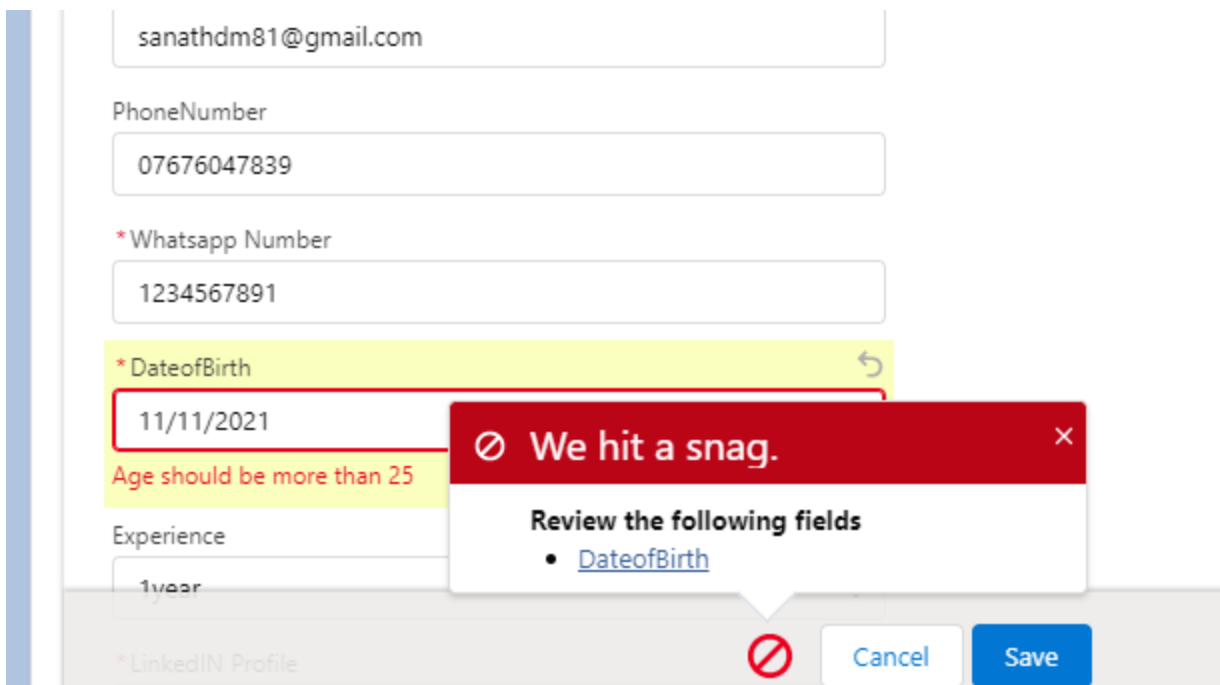 sanathdm81@gmail.com
PhoneNumber
07676047839
*Whatsapp Number
1234567891
*DateofBirth
11/11/2021
Age should be more than 25
We hit a snag.
Review the following fields
• DateofBirth
Experience
1year
*LinkedIN Profile
Cancel
Save